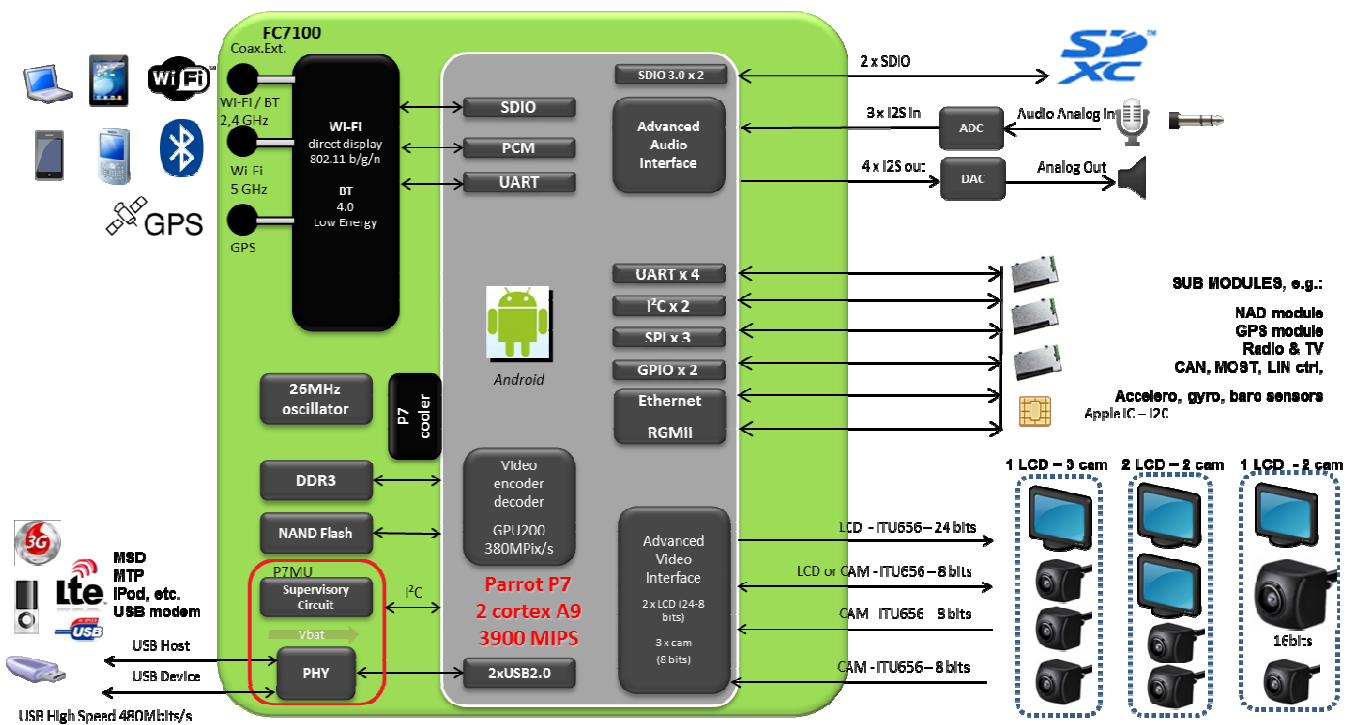 FC7100
Coax.Ext.
WiFi
WI-FI / BT
2,4 GHz
Wi-Fi
5 GHz
GPS
GPS
WI-FI
direct display
802.11 b/g/n
BT
4.0
Low Energy
SDIO
PCM
UART
Android
26MHz
oscillator
P7
cooler
DDR3
NAND Flash
P7MU
Supervisory
Circuit
Vbat
PHY
I²C
Video
encoder
decoder
GPU200
380MPix/s
Parrot P7
2 cortex A9
3900 MIPS
2xUSB2.0
SDIO 3.0 x 2
Advanced
Audio
Interface
UART x 4
I²C x 2
SPI x 3
GPIO x 2
Ethernet
RGMII
Advanced
Video
Interface
2 x LCD (24-8
bits)
3 x cam
(8 bits)
2 x SDIO
SD XC
TM
3 x I2S In
ADC
Audio Analog In
4 x I2S out
DAC
Analog Out
SUB MODULES, e.g.:
NAD module
GPS module
Radio & TV
CAN, MOST, LIN ctrl,
Accelero, gyro, baro sensors
Apple IC – I2C
1 LCD – 3 cam
2 LCD – 2 cam
1 LCD - 2 cam
LCD - ITU656 – 24 bits
LCD or CAM - ITU656 – 8 bits
CAM ITU656 – 8 bits
CAM - ITU656 – 8 bits
16bits
3G
Lte
USB
MSD
MTP
IPod, etc.
USB modem
USB Host
USB Device
USB High Speed 480Mbits/s